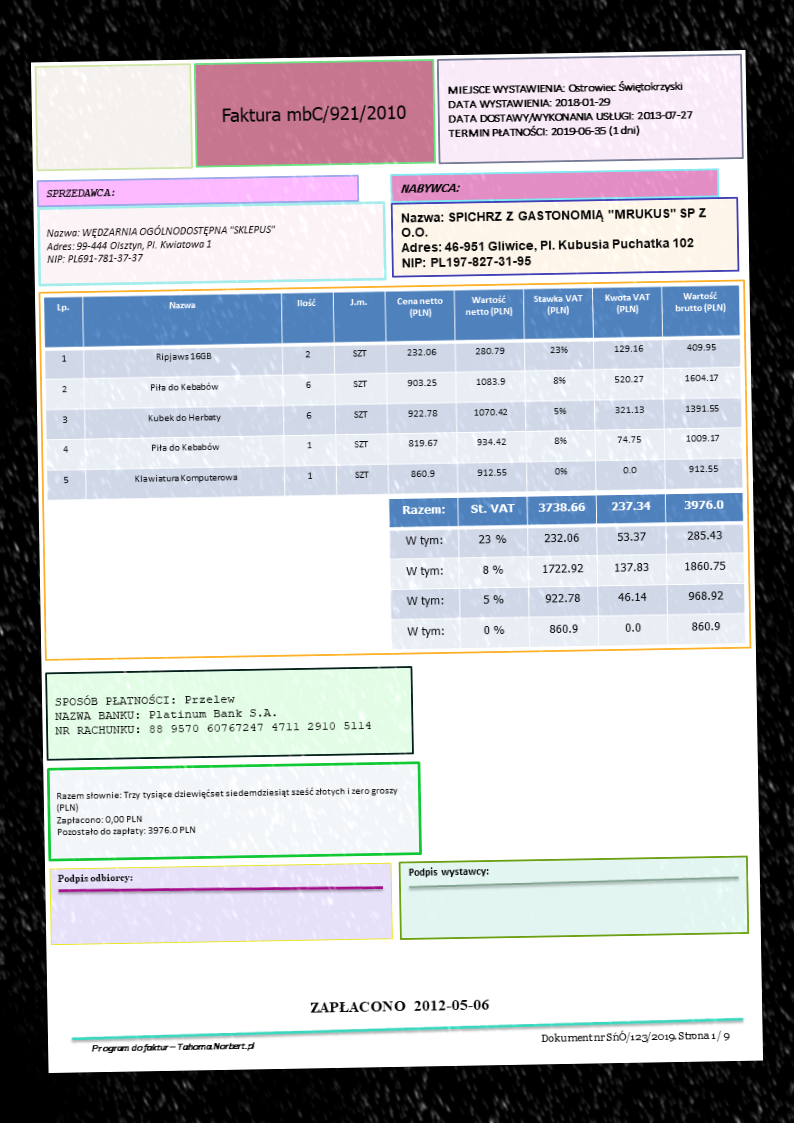 Faktura mbC/921/2010
MIEJSCE WYSTAWIENIA: Ostrowiec Świętokrzyski
DATA WYSTAWIENIA: 2018-01-29
DATA DOSTAWY/WYKONANIA USŁUGI: 2013-07-27
TERMIN PŁATNOŚCI: 2019-06-35 (1 dni)
SPRZEDAWCA:
Nazwa: WĘDZARNIA OGÓLNODOSTĘPNA "SKLEPUS"
Adres: 99-444 Olsztyn, Pl. Kwiatowa 1
NIP: PL691-781-37-37
NABYWCA:
Nazwa: SPICHRZ Z GASTONOMIĄ "MRUKUS" SP Z
O.O.
Adres: 46-951 Gliwice, Pl. Kubusia Puchatka 102
NIP: PL197-827-31-95
Lp. Nazwa Ilość J.m. Cena netto (PLN) Wartość netto (PLN) Stawka VAT (PLN) Kwota VAT (PLN) Wartość brutto (PLN)
1 Ripjaws 16GB 2 SZT 232.06 280.79 23% 129.16 409.95
2 Piła do Kebabów 6 SZT 903.25 1083.9 8% 520.27 1604.17
3 Kubek do Herbaty 6 SZT 922.78 1070.42 5% 321.13 1391.55
4 Piła do Kebabów 1 SZT 819.67 934.42 8% 74.75 1009.17
5 Klawiatura Komputerowa 1 SZT 860.9 912.55 0% 0.0 912.55
Razem: St. VAT 3738.66 237.34 3976.0
W tym: 23 % 232.06 53.37 285.43
W tym: 8 % 1722.92 137.83 1860.75
W tym: 5 % 922.78 46.14 968.92
W tym: 0 % 860.9 0.0 860.9
SPOSÓB PŁATNOŚCI: Przelew
NAZWA BANKU: Platinum Bank S.A.
NR RACHUNKU: 88 9570 60767247 4711 2910 5114
Razem słownie: Trzy tysiące dziewięćset siedemdziesiąt sześć złotych i zero groszy
(PLN)
Zapłacono: 0,00 PLN
Pozostało do zapłaty: 3976.0 PLN
Podpis odbiorcy:
Podpis wystawcy:
ZAPŁACONO 2012-05-06
Program do faktur – Tahoma.Norbert.pl
Dokument nr SńÓ/123/2019. Strona 1 / 9